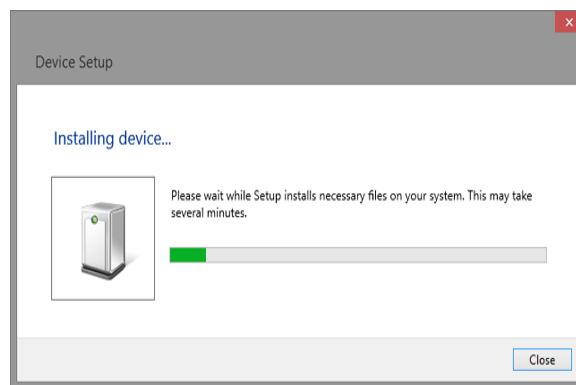 Device Setup
Installing device...
Please wait while Setup installs necessary files on your system. This may take
several minutes.
Close